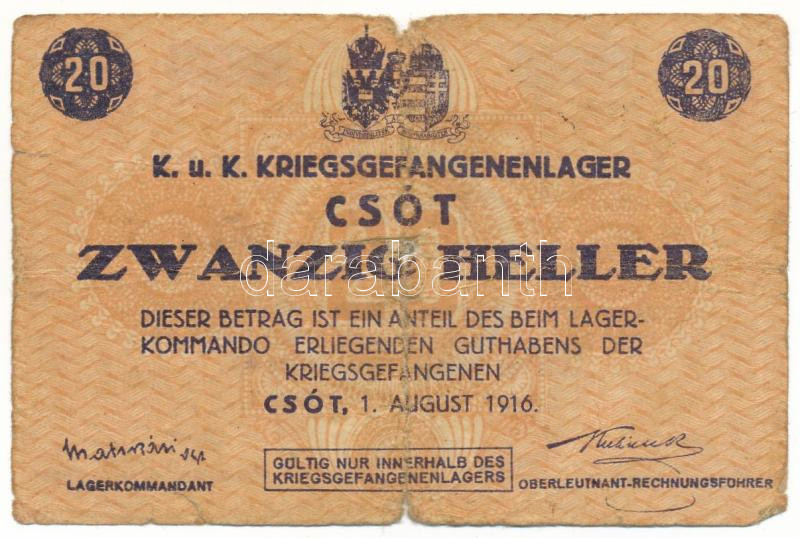 20
20
K. u. K. KRIEGSGEFANGENENLAGER
CSÓT
ZWANZIG HELLER
darabanth
DIESER BETRAG IST EIN ANTEIL DES BEIM LAGER-
KOMMANDO ERLIEGENDEN GUTHABENS DER
KRIEGSGEFANGENEN
CSÓT, 1. AUGUST 1916.
LAGERKOMMANDANT
GÜLTIG NUR INNERHALB DES
KRIEGSGEFANGENENLAGERS
OBERLEUTNANT-RECHNUNGSFÜHRER